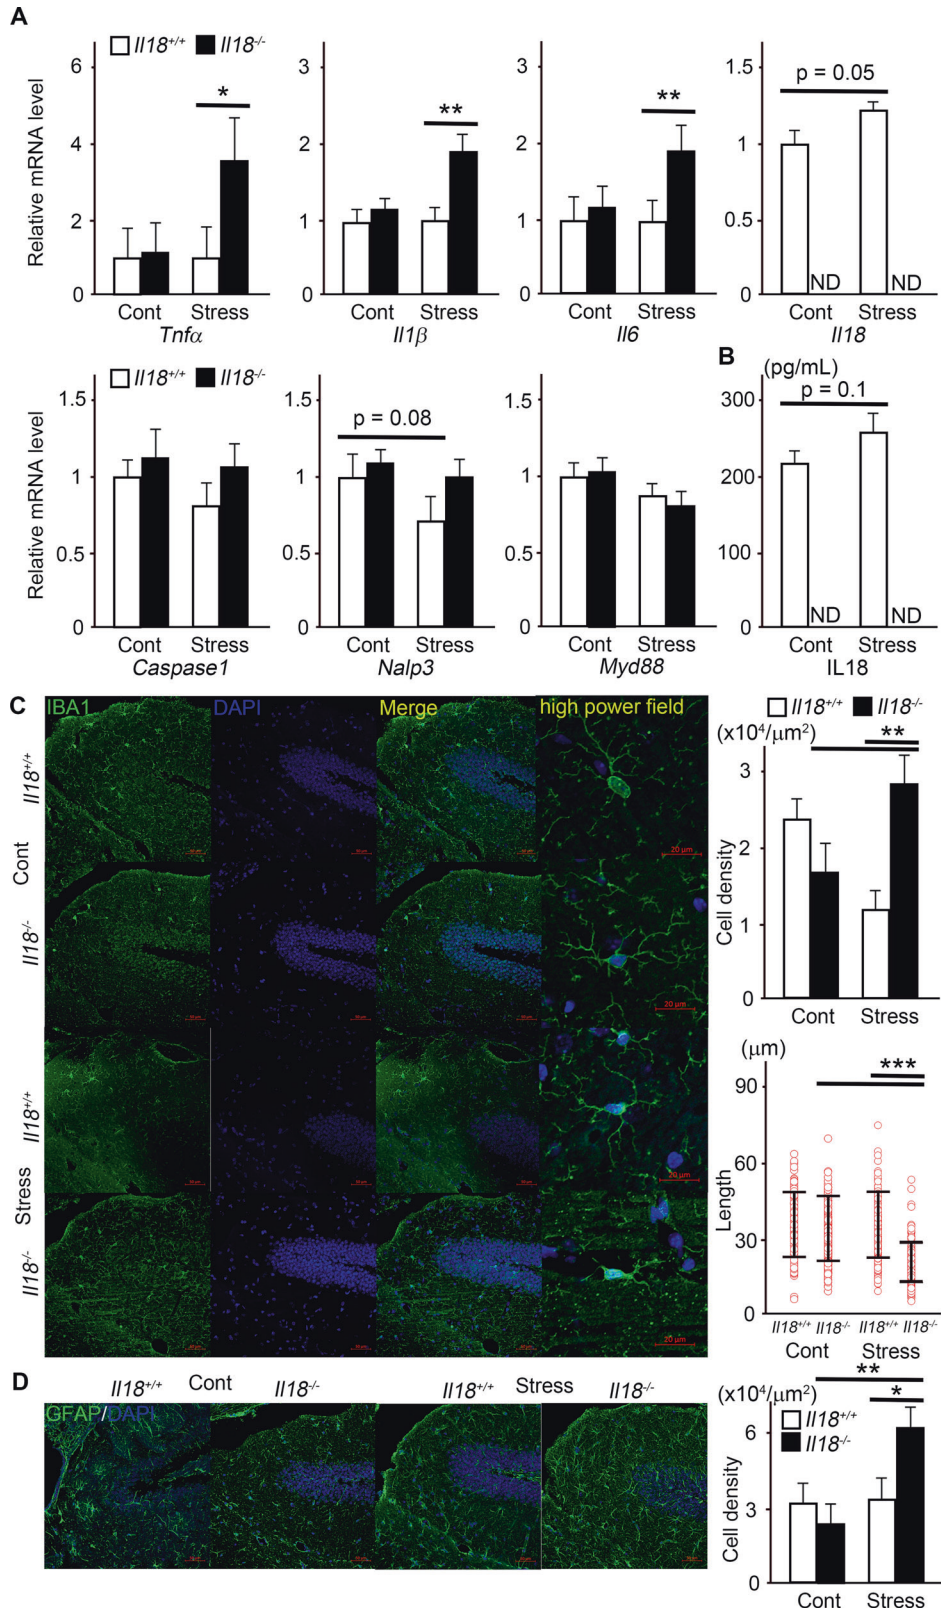 A
Il18+/+ Il18-/-
Relative mRNA level
6
4
2
0
*
Cont Stress
Tnfα
3
2
1
0
**
Cont Stress
Il1β
3
2
1
0
**
Cont Stress
Il6
1.5
1
0.5
0
p = 0.05
ND ND
Cont Stress
Il18
Il18+/+ Il18-/-
Relative mRNA level
1.5
1
0.5
0
Cont Stress
Caspase1
1.5
1
0.5
0
p = 0.08
Cont Stress
Nalp3
1.5
1
0.5
0
Cont Stress
Myd88
B
(pg/mL)
300
200
100
0
p = 0.1
ND ND
Cont Stress
IL18
C
IBA1 DAPI Merge high power field
Cont
Il18+/+
20 μm
Il18-/-
20 μm
Stress
Il18+/+
20 μm
Il18-/-
20 μm
Il18+/+ Il18-/-
(x10⁴/μm²)
**
Cell density
3
2
1
0
Cont Stress
(μm)
***
Length
90
60
30
0
Il18+/+ Il18-/- Il18+/+ Il18-/-
Cont Stress
D
Cont Stress
Il18+/+ Il18-/- Il18+/+ Il18-/-
GFAP/DAPI
(x10⁴/μm²)
**
*
Il18+/+
Il18-/-
Cell density
6
3
0
Cont Stress